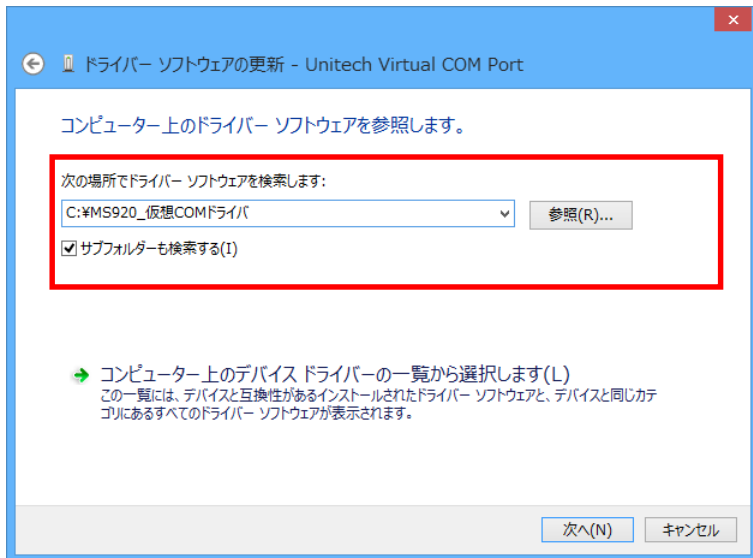 ドライバー ソフトウェアの更新 - Unitech Virtual COM Port
コンピューター上のドライバー ソフトウェアを参照します。
次の場所でドライバー ソフトウェアを検索します:
C:¥MS920_仮想COMドライバ
参照(R)...
サブフォルダーも検索する(I)
コンピューター上のデバイス ドライバーの一覧から選択します(L)
この一覧には、デバイスと互換性があるインストールされたドライバー ソフトウェアと、デバイスと同じカテ
ゴリにあるすべてのドライバー ソフトウェアが表示されます。
次へ(N)
キャンセル